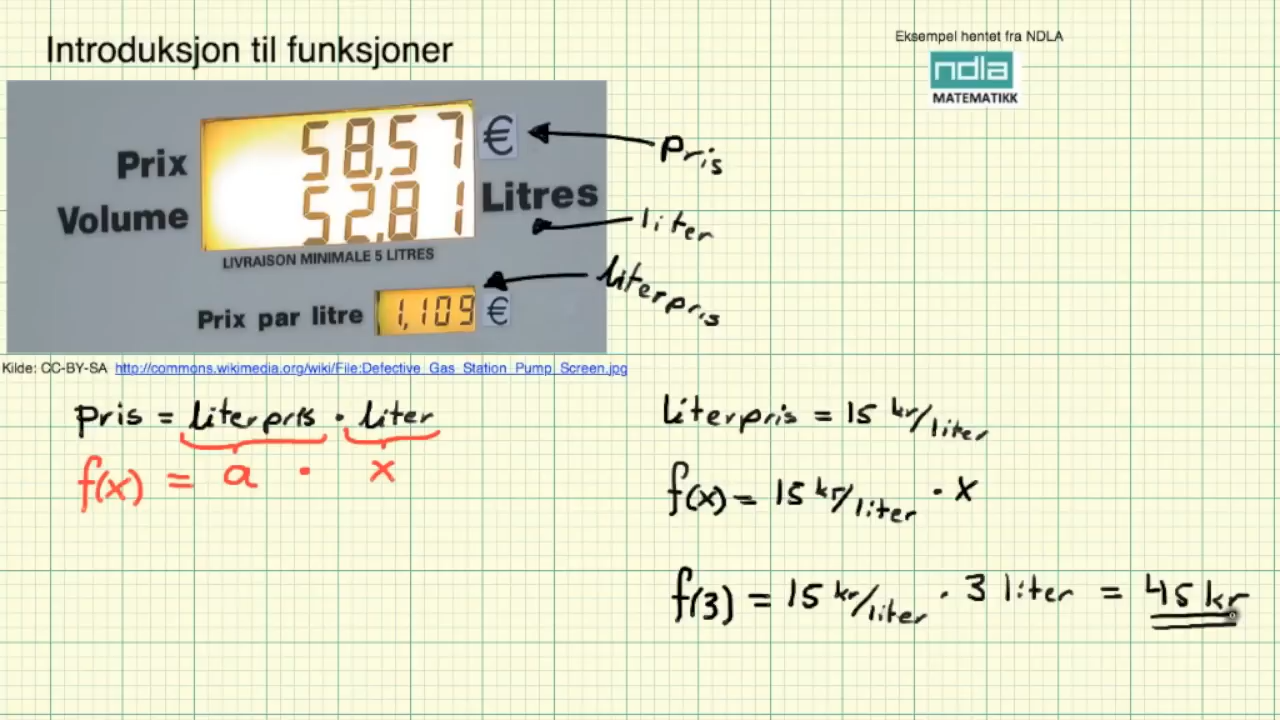 Introduksjon til funksjoner
Eksempel hentet fra NDLA
ndla
MATEMATIKK
Prix 58,57 €
Volume 52,81 Litres
LIVRAISON MINIMALE 5 LITRES
Prix par litre 1,109 €
Pris
liter
literpris
Kilde: CC-BY-SA http://commons.wikimedia.org/wiki/File:Defective_Gas_Station_Pump_Screen.jpg
pris = literpris · liter
f(x) = a · x
literpris = 15 kr/liter
f(x) = 15 kr/liter · x
f(3) = 15 kr/liter · 3 liter = 45 kr